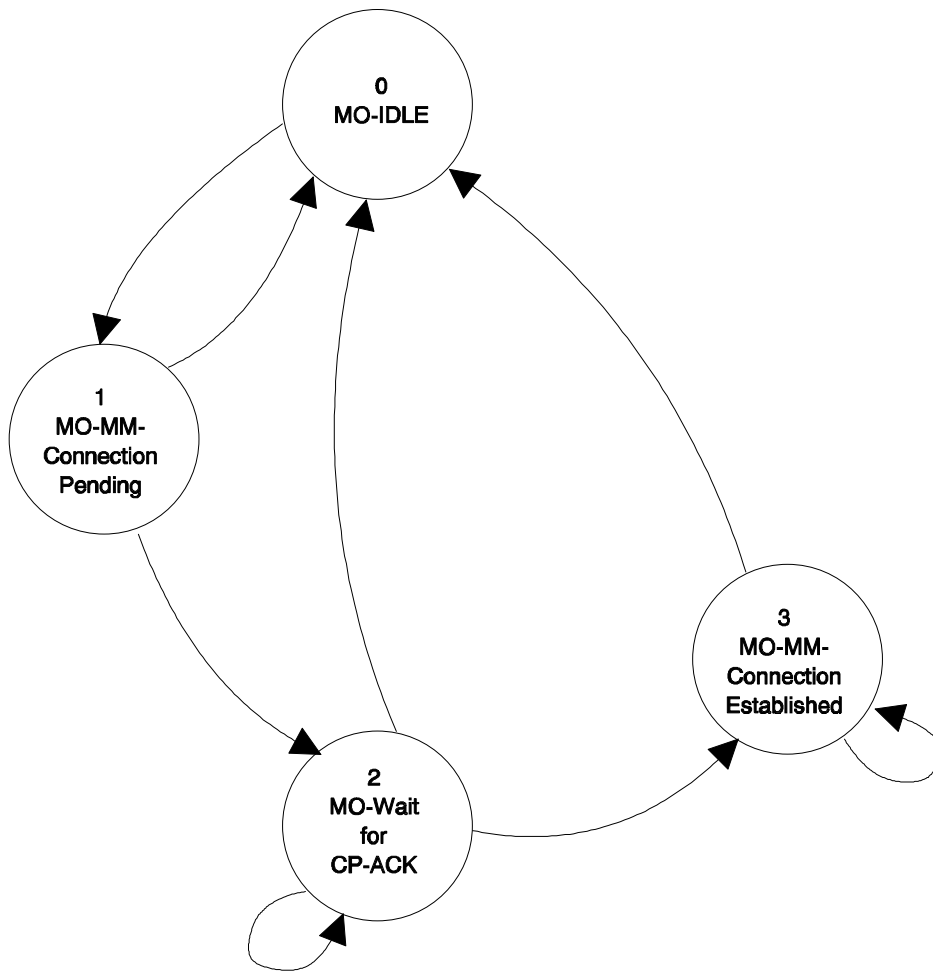 0
MO-IDLE
1
MO-MM-
Connection
Pending
3
MO-MM-
Connection
Established
2
MO-Wait
for
CP-ACK